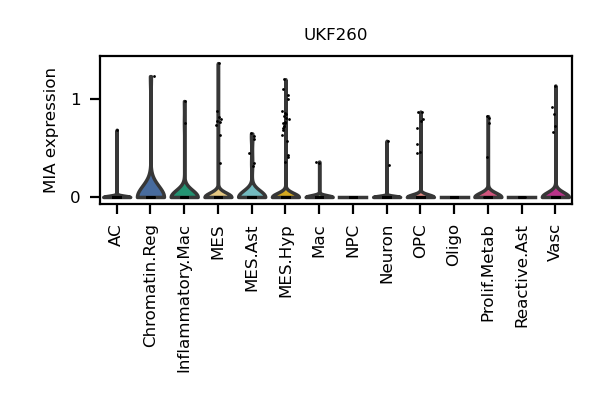 UKF260
MIA expression
1
0
AC
Chromatin.Reg
Inflammatory.Mac
MES
MES.Ast
MES.Hyp
Mac
NPC
Neuron
OPC
Oligo
Prolif.Metab
Reactive.Ast
Vasc